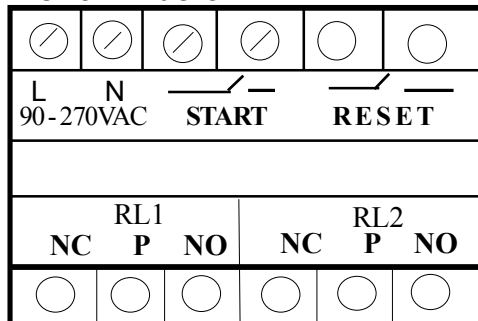 L N
90-270VAC START RESET
RL1 RL2
NC P NO NC P NO